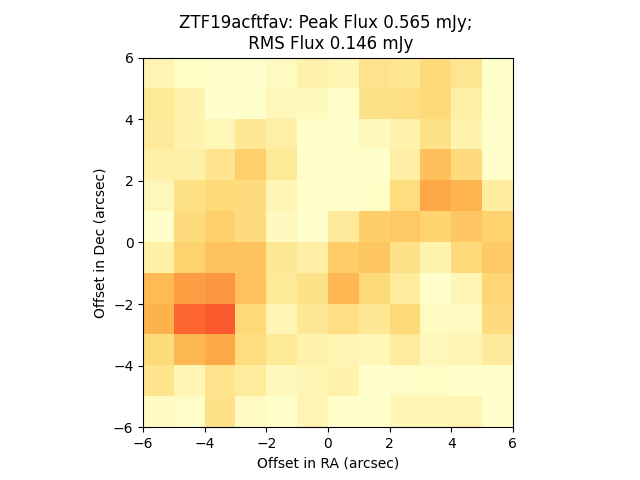 ZTF19acftfav: Peak Flux 0.565 mJy;
RMS Flux 0.146 mJy
6
4
2
0
−2
−4
−6
Offset in Dec (arcsec)
−6 −4 −2 0 2 4 6
Offset in RA (arcsec)